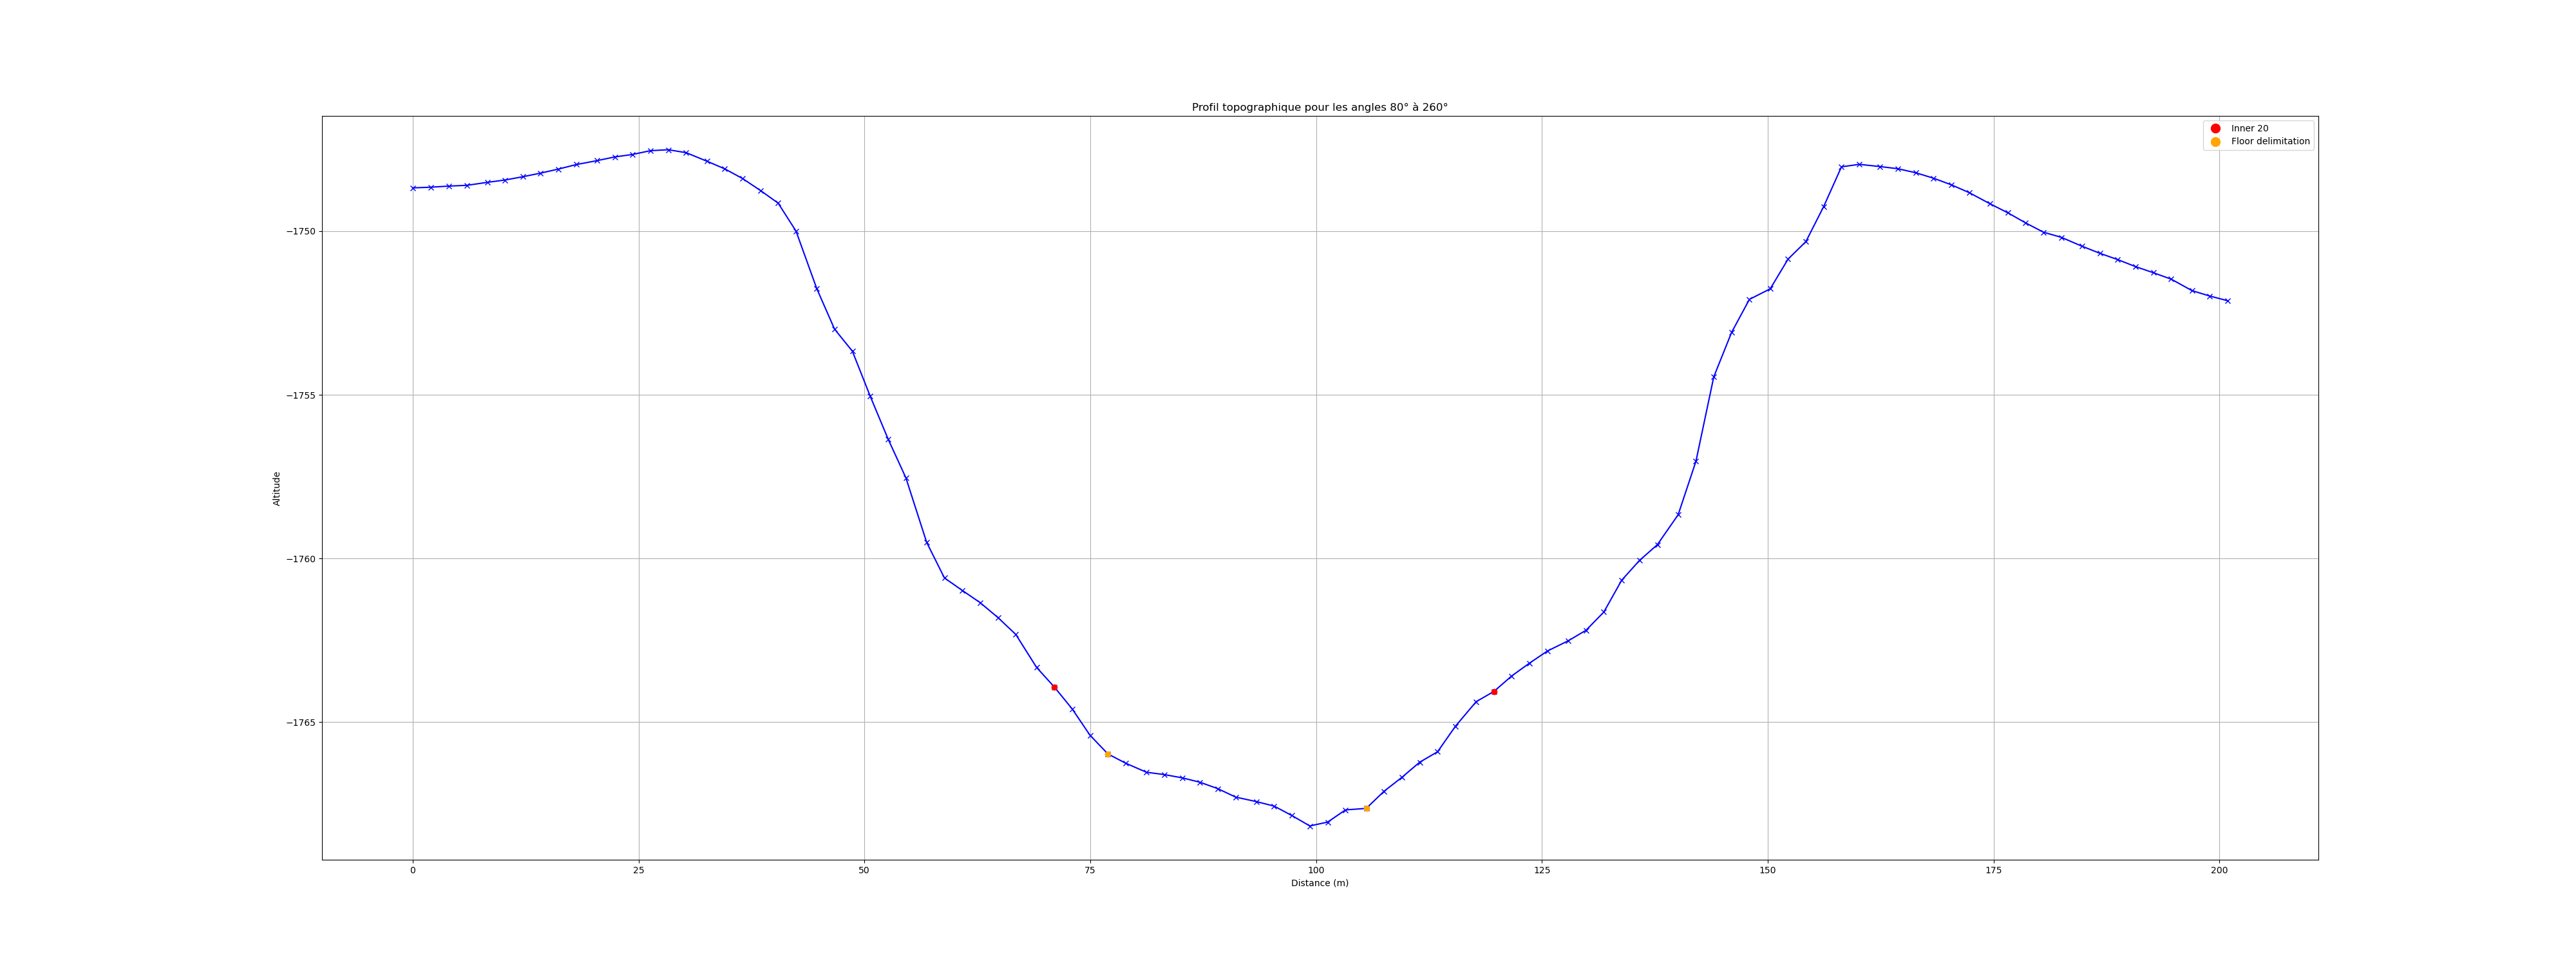 Profil topographique pour les angles 80° à 260°
Inner 20
Floor delimitation
Altitude
−1750
−1755
−1760
−1765
0
25
50
75
100
125
150
175
200
Distance (m)